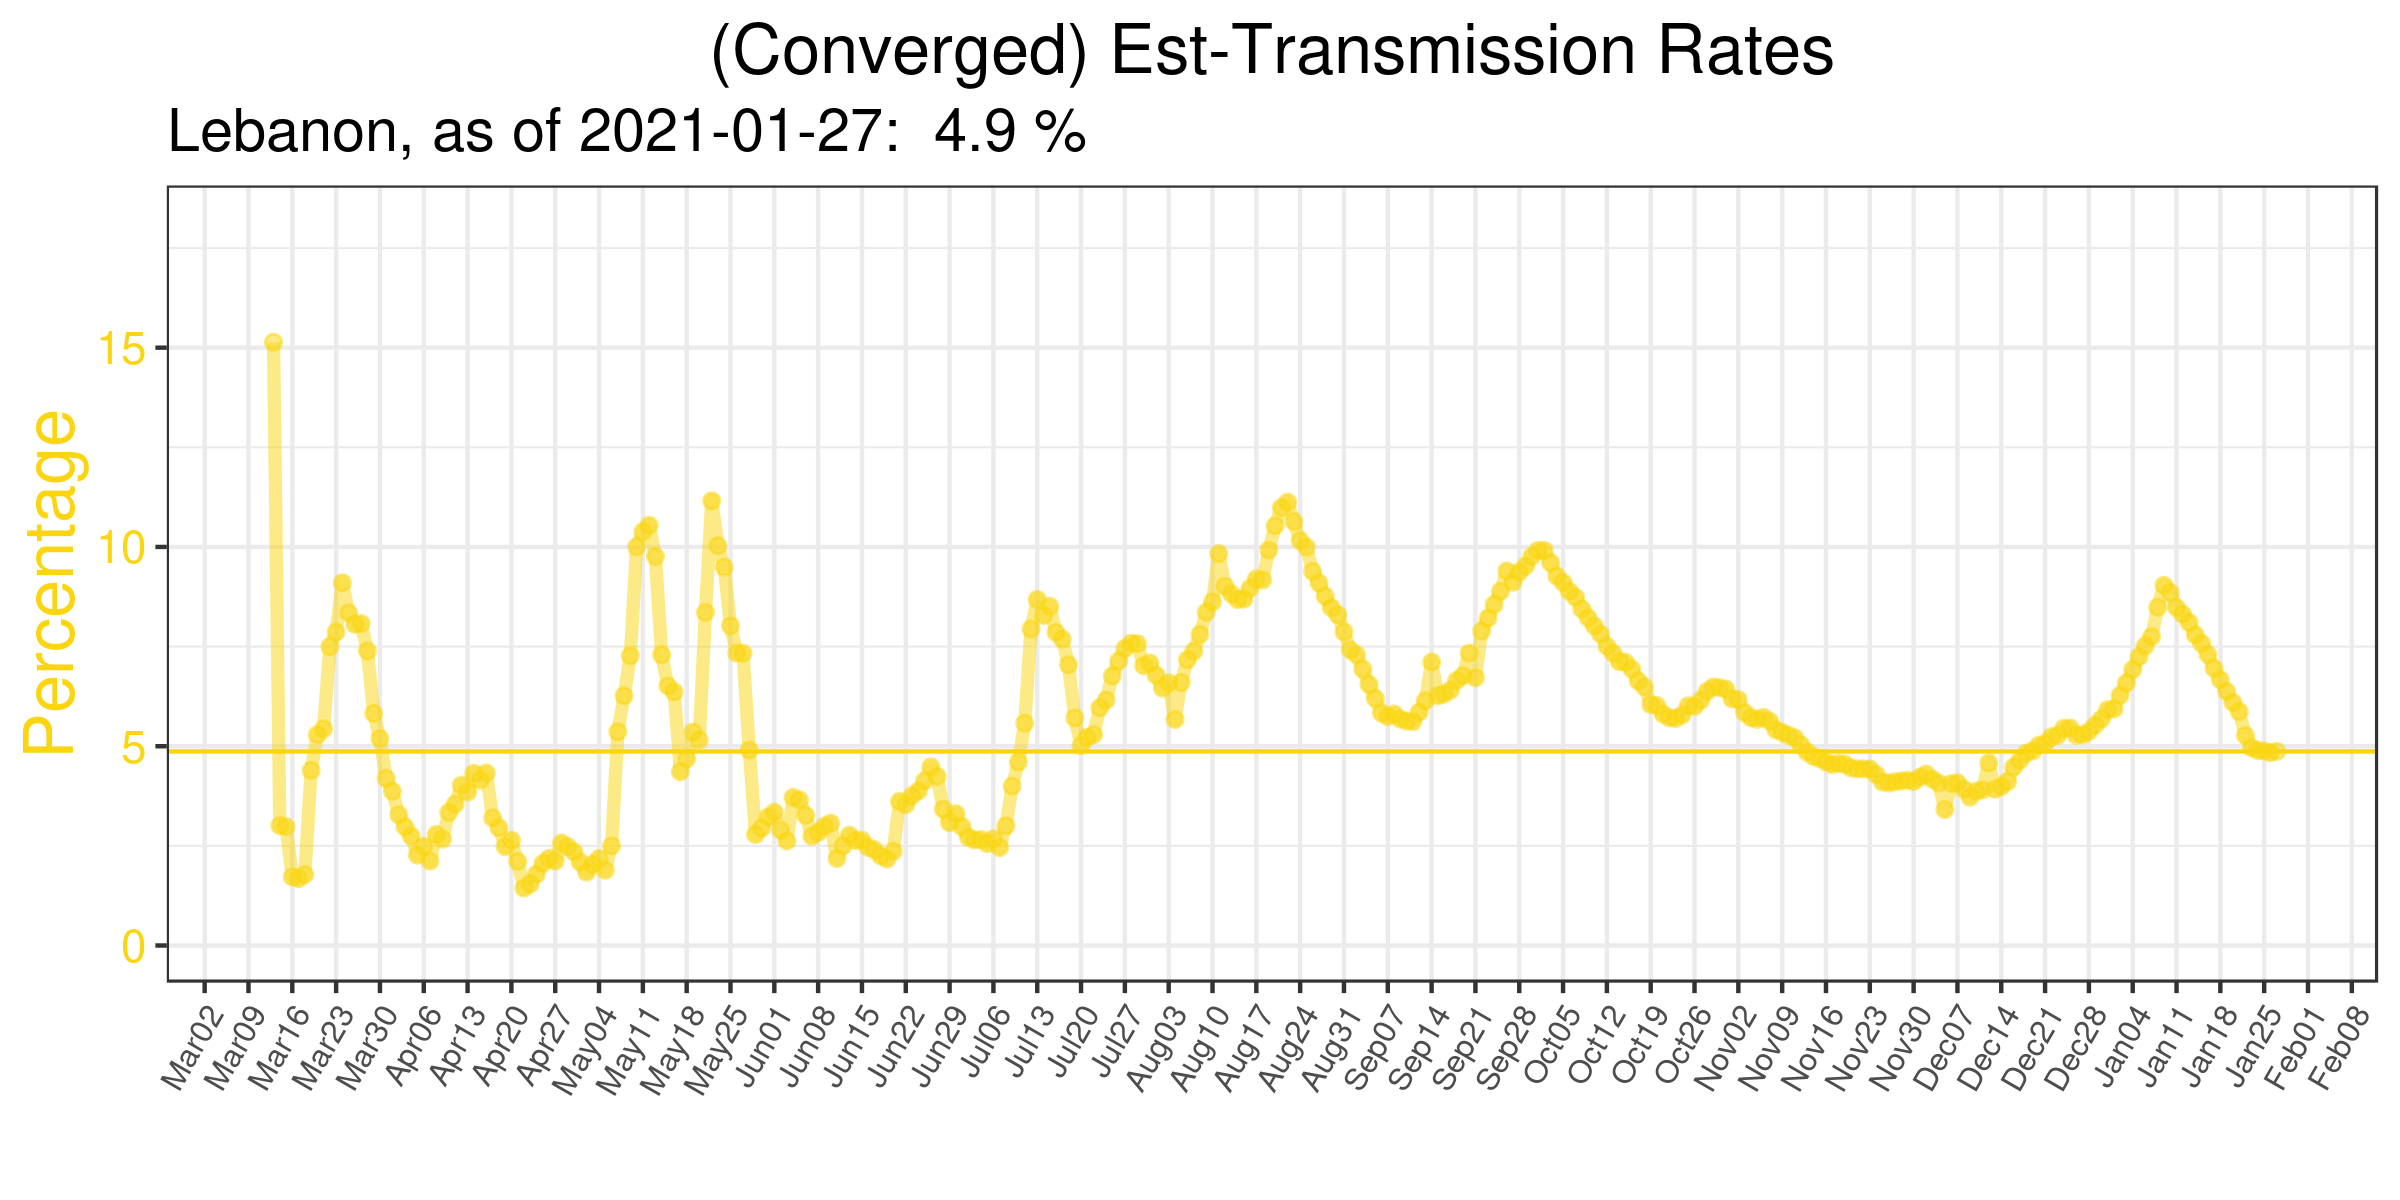 (Converged) Est-Transmission Rates
Lebanon, as of 2021-01-27:  4.9 %
Percentage
15
10
5
0
Mar02 Mar09 Mar16 Mar23 Mar30 Apr06 Apr13 Apr20 Apr27 May04 May11 May18 May25 Jun01 Jun08 Jun15 Jun22 Jun29 Jul06 Jul13 Jul20 Jul27 Aug03 Aug10 Aug17 Aug24 Aug31 Sep07 Sep14 Sep21 Sep28 Oct05 Oct12 Oct19 Oct26 Nov02 Nov09 Nov16 Nov23 Nov30 Dec07 Dec14 Dec21 Dec28 Jan04 Jan11 Jan18 Jan25 Feb01 Feb08